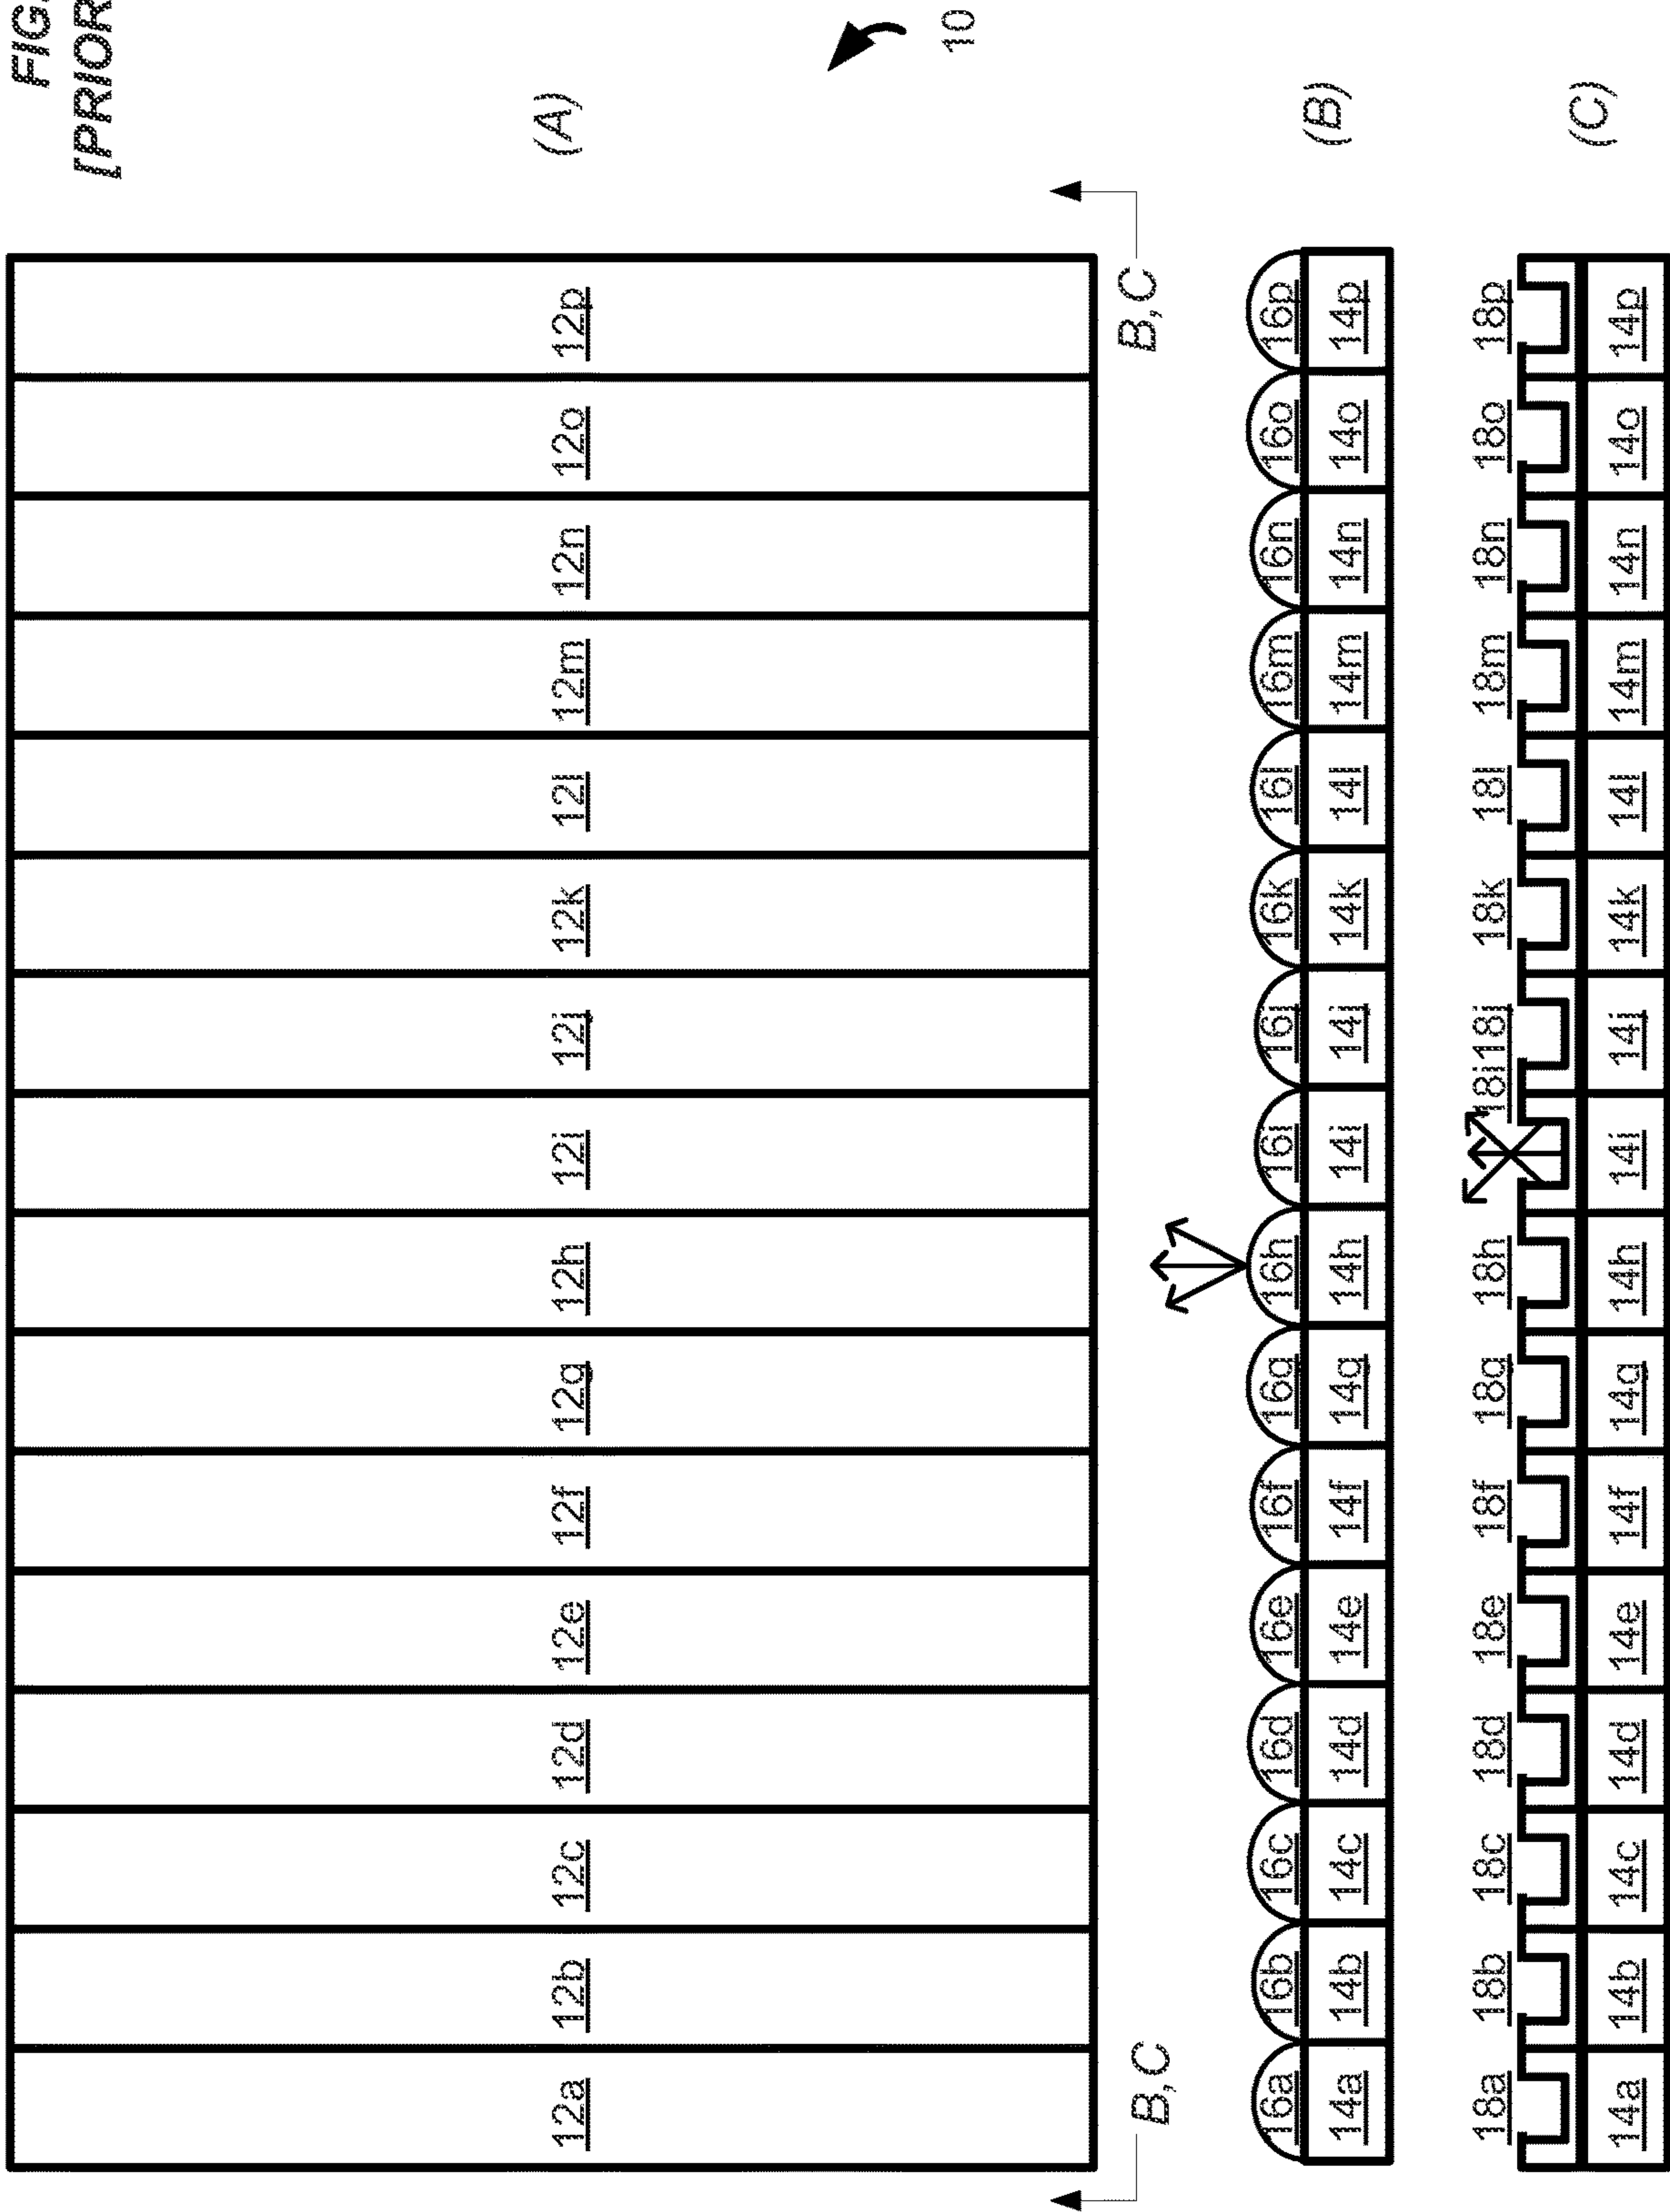 FIG.
[PRIOR
10
(A)
12a 12b 12c 12d 12e 12f 12g 12h 12i 12j 12k 12l 12m 12n 12o 12p
B,C B,C
(B)
16a 16b 16c 16d 16e 16f 16g 16h 16i 16j 16k 16l 16m 16n 16o 16p
14a 14b 14c 14d 14e 14f 14g 14h 14i 14j 14k 14l 14m 14n 14o 14p
(C)
18a 18b 18c 18d 18e 18f 18g 18h 18i 18j 18k 18l 18m 18n 18o 18p
14a 14b 14c 14d 14e 14f 14g 14h 14i 14j 14k 14l 14m 14n 14o 14p